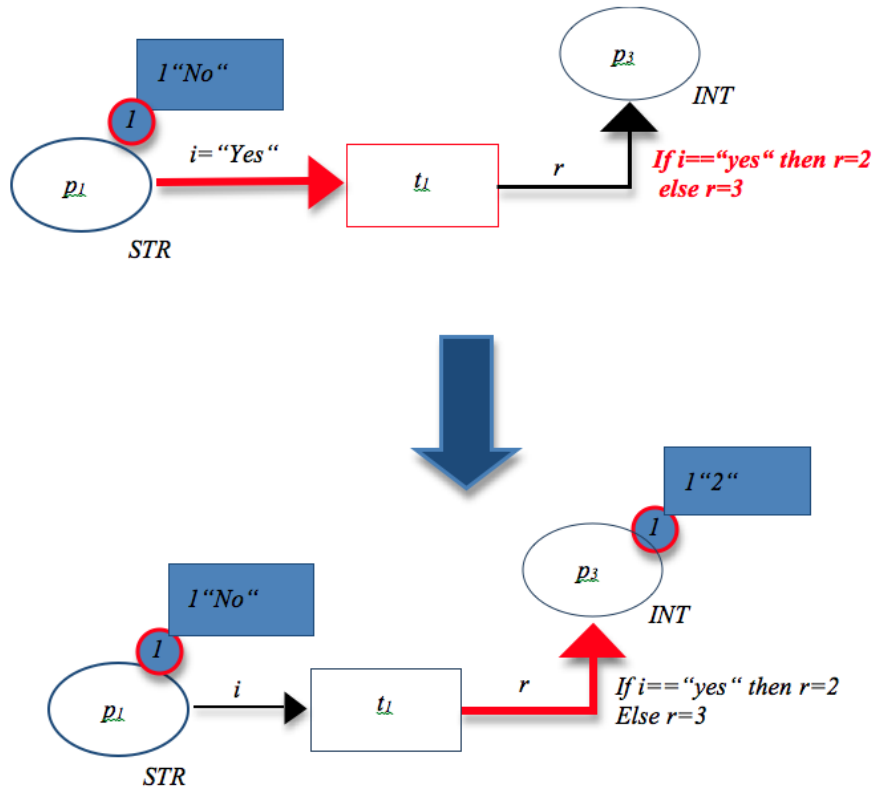 p3
1“No“
INT
1
i=“Yes“
If i==“yes“ then r=2
else r=3
p1
t1
r
STR
1“2“
1
p3
1“No“
INT
1
i
r
If i==“yes“ then r=2
Else r=3
p1
t1
STR